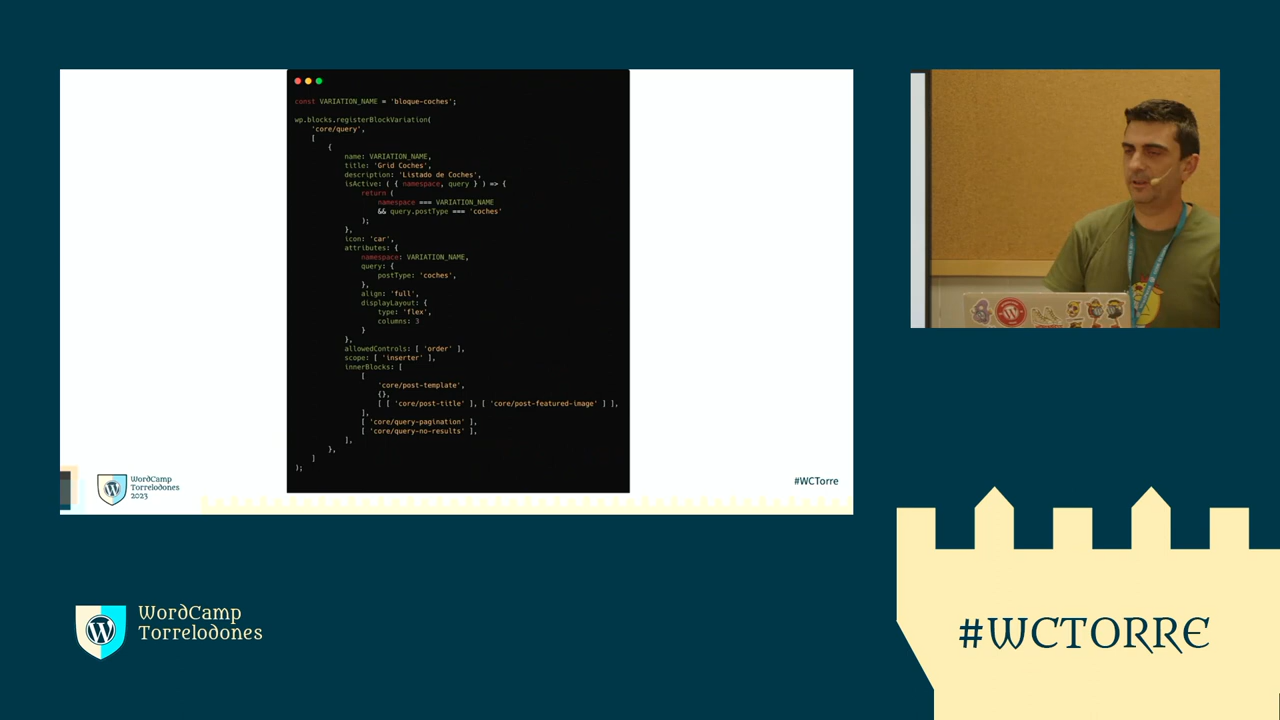 const VARIATION_NAME = 'bloque-coches';
wp.blocks.registerBlockVariation(
'core/query',
[
{
name: VARIATION_NAME,
title: 'Grid Coches',
description: 'Listado de Coches',
isActive: ( { namespace, query } ) => {
return (
namespace === VARIATION_NAME
&& query.postType === 'coches'
);
},
icon: 'car',
attributes: {
namespace: VARIATION_NAME,
query: {
postType: 'coches',
},
align: 'full',
displayLayout: {
type: 'flex',
columns: 3
}
},
allowedControls: [ 'order' ],
scope: [ 'inserter' ],
innerBlocks: [
[
'core/post-template',
{},
[ [ 'core/post-title' ], [ 'core/post-featured-image' ] ],
],
[ 'core/query-pagination' ],
[ 'core/query-no-results' ],
],
},
]
);
WordCamp
Torrelodones
2023
#WCTorre
WordCamp
Torrelodones
#WCTORRE